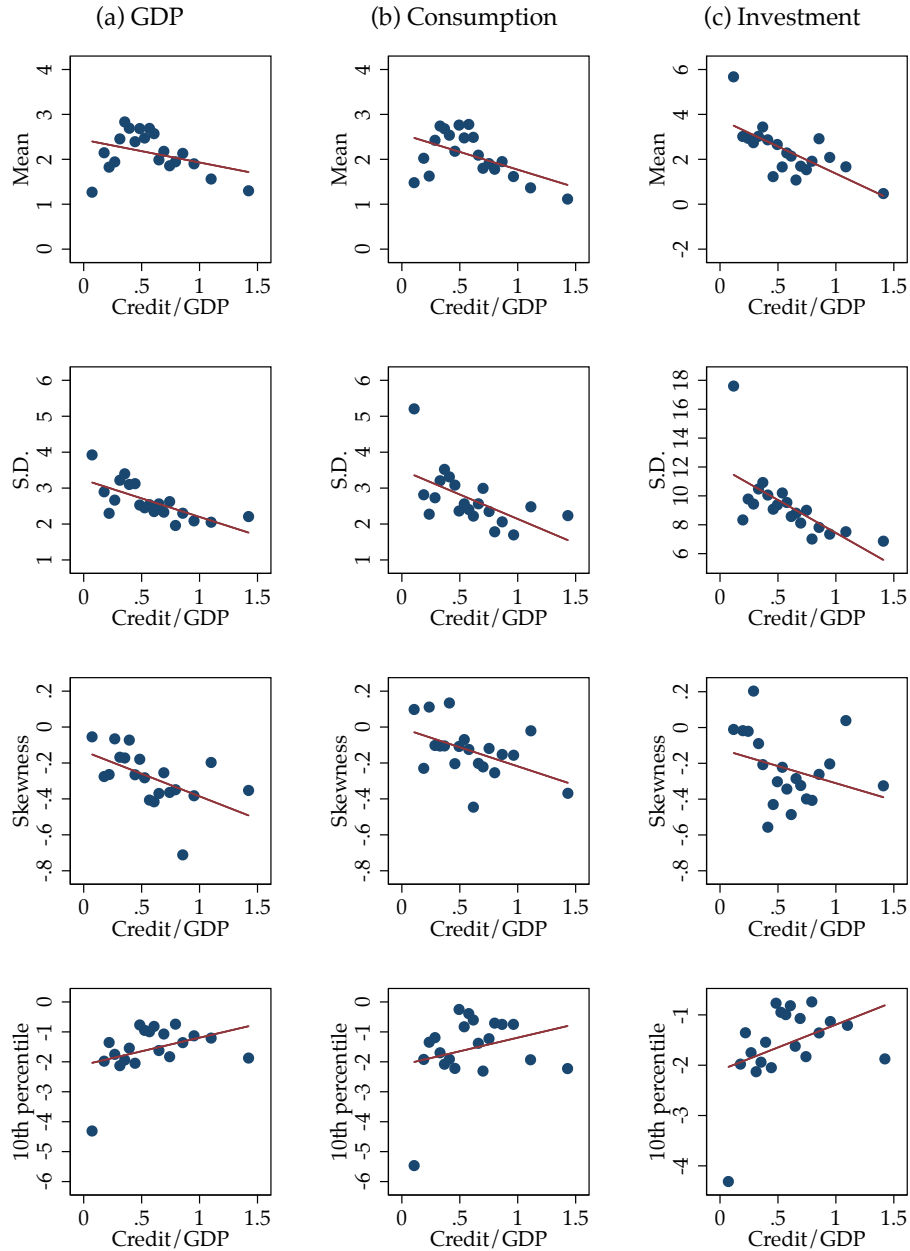 (a) GDP
(b) Consumption
(c) Investment
Mean
4
3
2
1
0
0 .5 1 1.5
Credit/GDP
Mean
4
3
2
1
0
0 .5 1 1.5
Credit/GDP
Mean
6
4
2
0
-2
0 .5 1 1.5
Credit/GDP
S.D.
6
5
4
3
2
1
0 .5 1 1.5
Credit/GDP
S.D.
6
5
4
3
2
1
0 .5 1 1.5
Credit/GDP
S.D.
18
16
14
12
10
8
6
0 .5 1 1.5
Credit/GDP
Skewness
.2
0
-.2
-.4
-.6
-.8
0 .5 1 1.5
Credit/GDP
Skewness
.2
0
-.2
-.4
-.6
-.8
0 .5 1 1.5
Credit/GDP
Skewness
.2
0
-.2
-.4
-.6
-.8
0 .5 1 1.5
Credit/GDP
10th percentile
0
-1
-2
-3
-4
-5
-6
0 .5 1 1.5
Credit/GDP
10th percentile
0
-1
-2
-3
-4
-5
-6
0 .5 1 1.5
Credit/GDP
10th percentile
-1
-2
-3
-4
0 .5 1 1.5
Credit/GDP